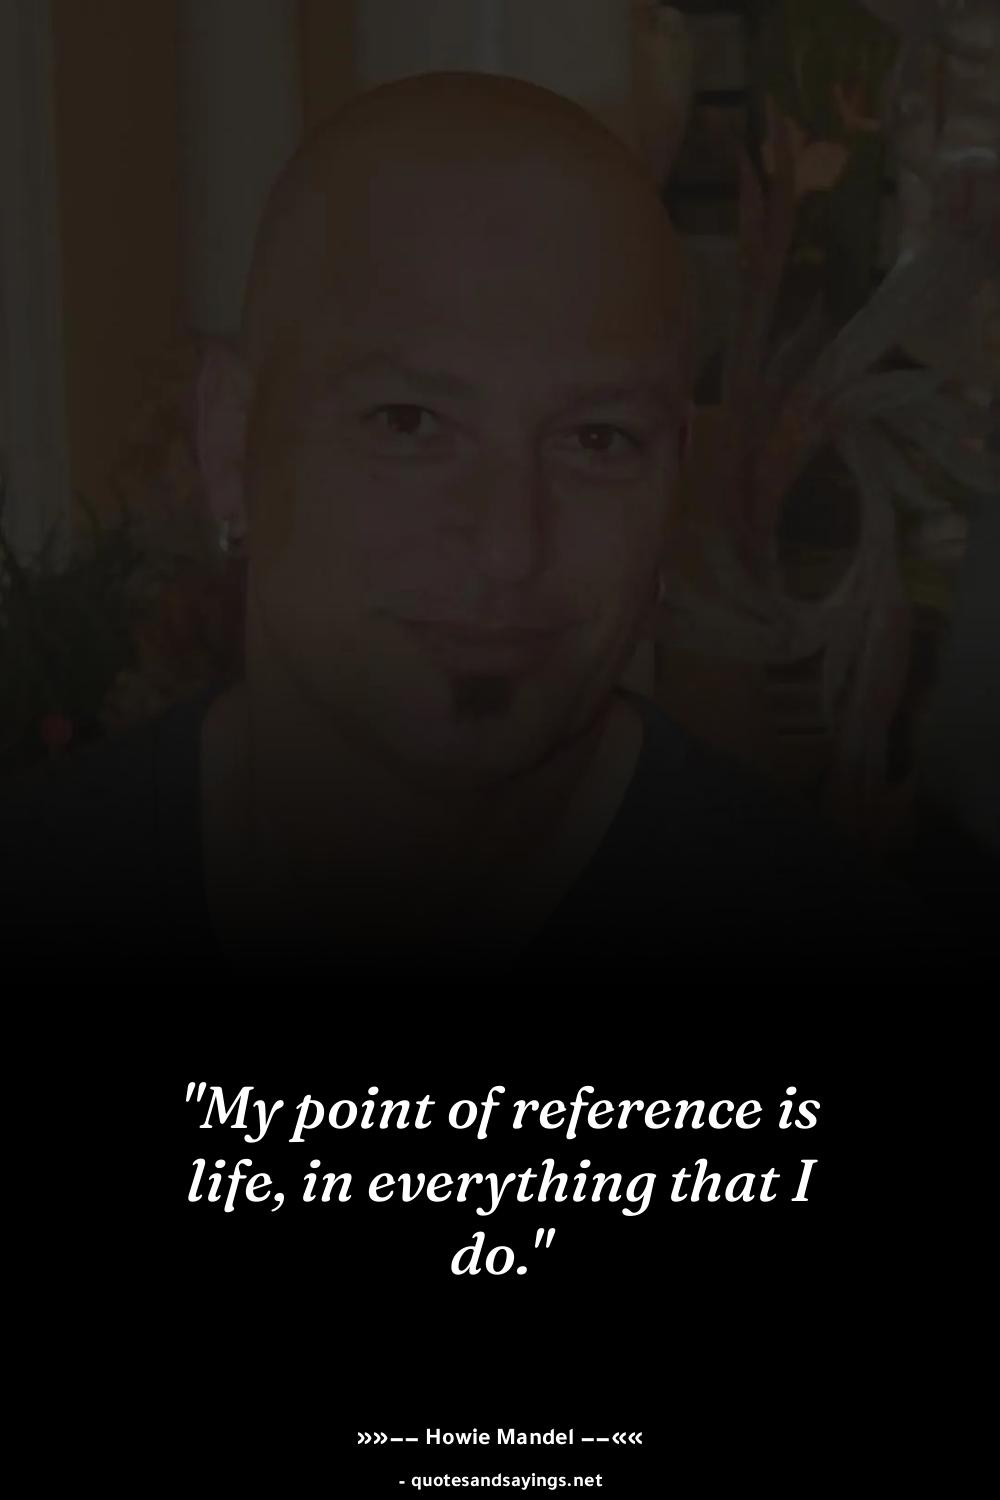 "My point of reference is
life, in everything that I
do."
»»−− Howie Mandel −−««
- quotesandsayings.net